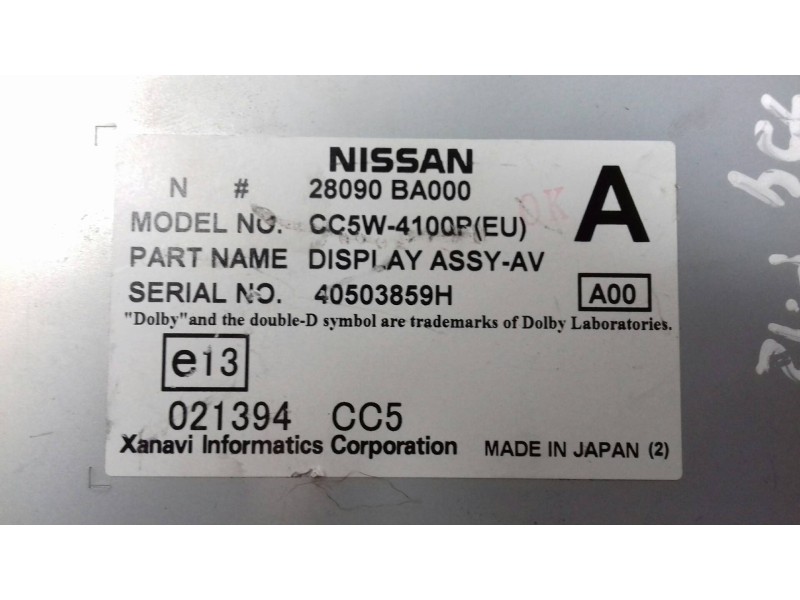 NISSAN
N # 28090 BA000
A
OK
MODEL NO. CC5W-4100P(EU)
PART NAME DISPLAY ASSY-AV
SERIAL NO. 40503859H
A00
"Dolby"and the double-D symbol are trademarks of Dolby Laboratories.
e13
021394 CC5
Xanavi Informatics Corporation MADE IN JAPAN (2)